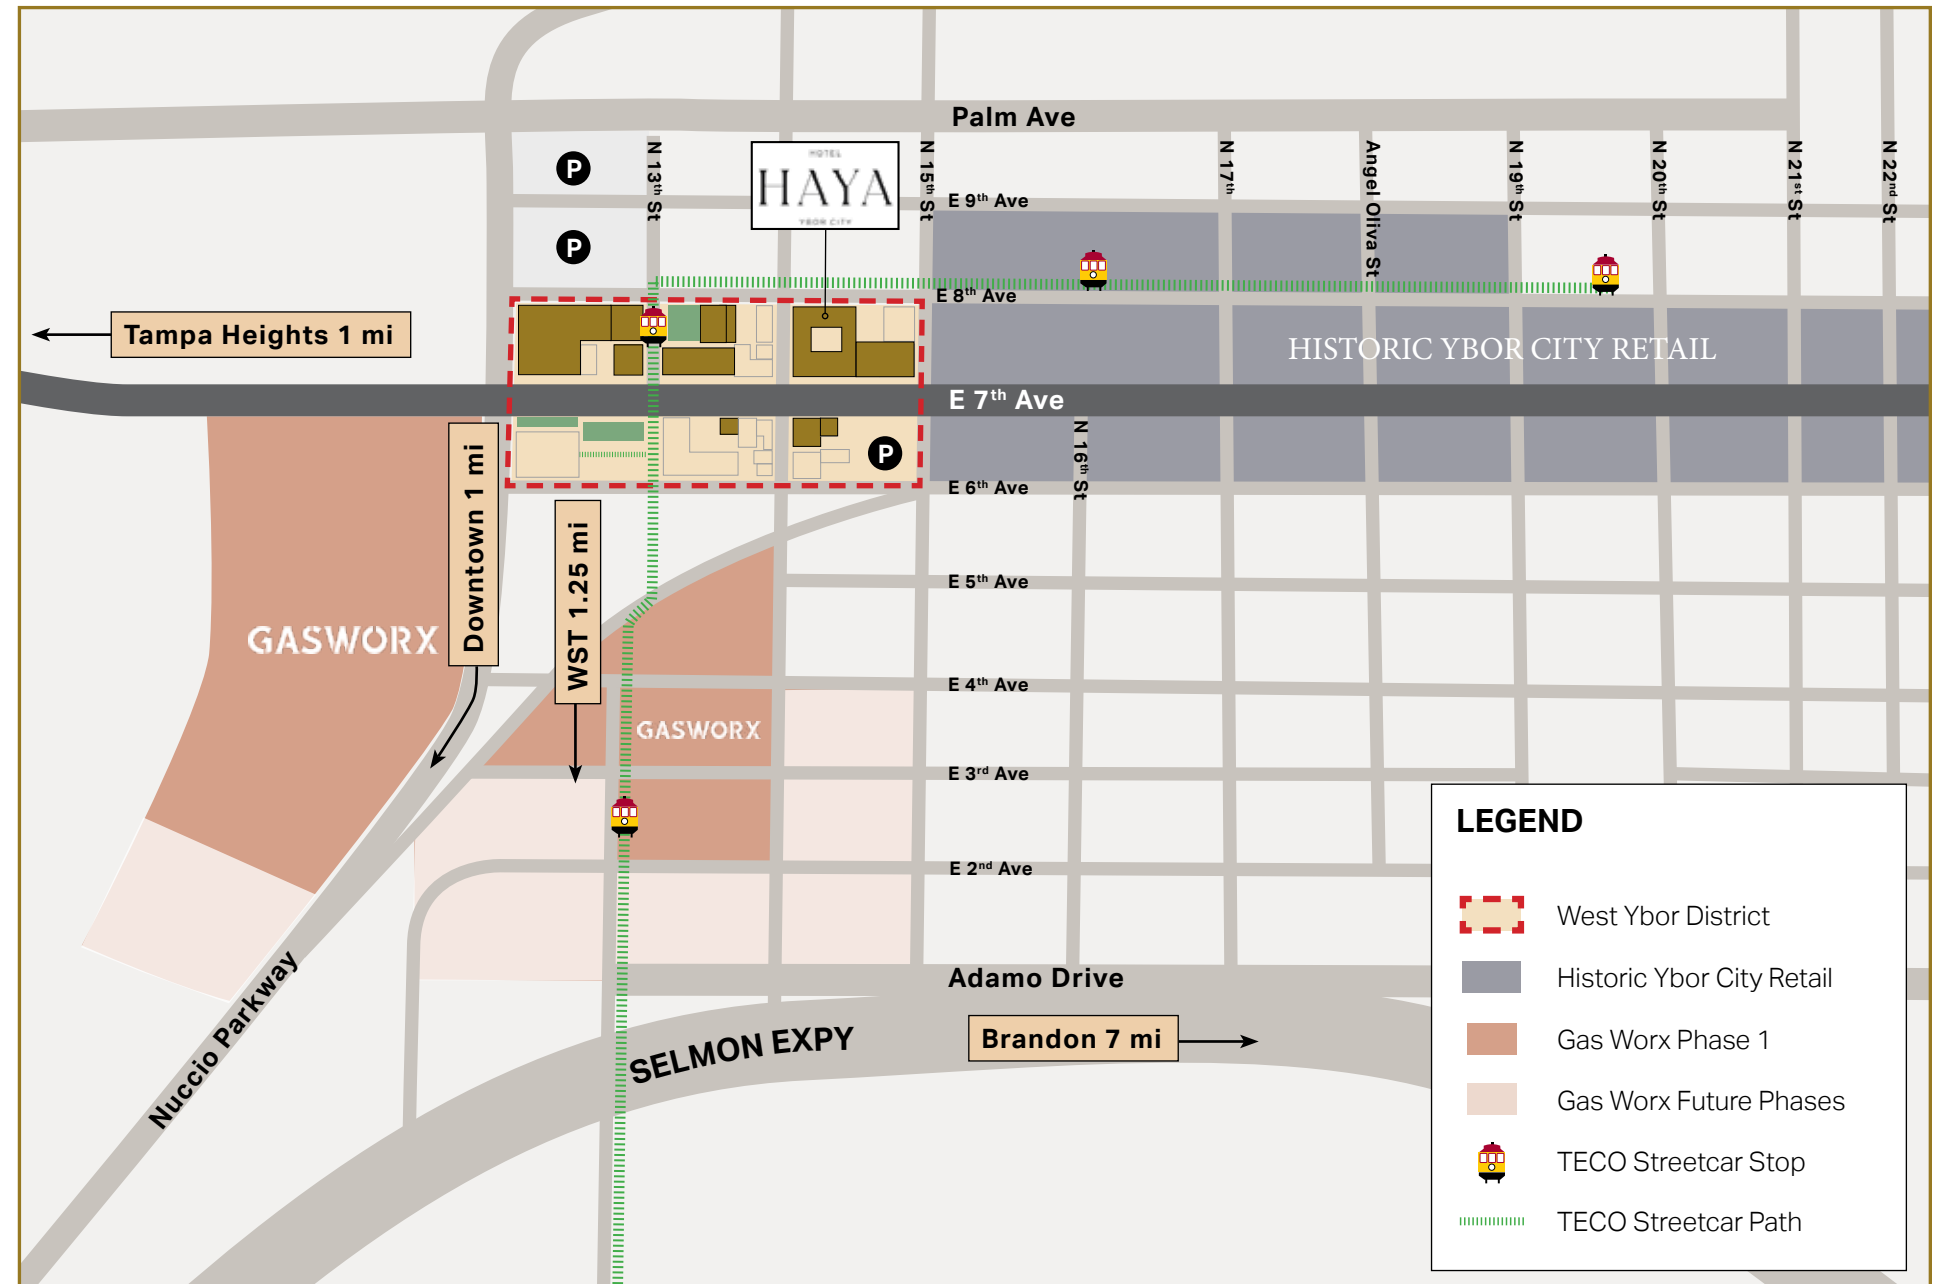 Palm Ave
P
N 13th St
HOTEL
HAYA
YBOR CITY
N 15th St
N 17th
Angel Oliva St
N 19th St
N 20th St
N 21st St
N 22nd St
E 9th Ave
P
E 8th Ave
Tampa Heights 1 mi
HISTORIC YBOR CITY RETAIL
E 7th Ave
P
N 16th St
E 6th Ave
Downtown 1 mi
WST 1.25 mi
E 5th Ave
GASWORX
E 4th Ave
GASWORX
E 3rd Ave
E 2nd Ave
Adamo Drive
Nuccio Parkway
SELMON EXPY
Brandon 7 mi
LEGEND
West Ybor District
Historic Ybor City Retail
Gas Worx Phase 1
Gas Worx Future Phases
TECO Streetcar Stop
TECO Streetcar Path